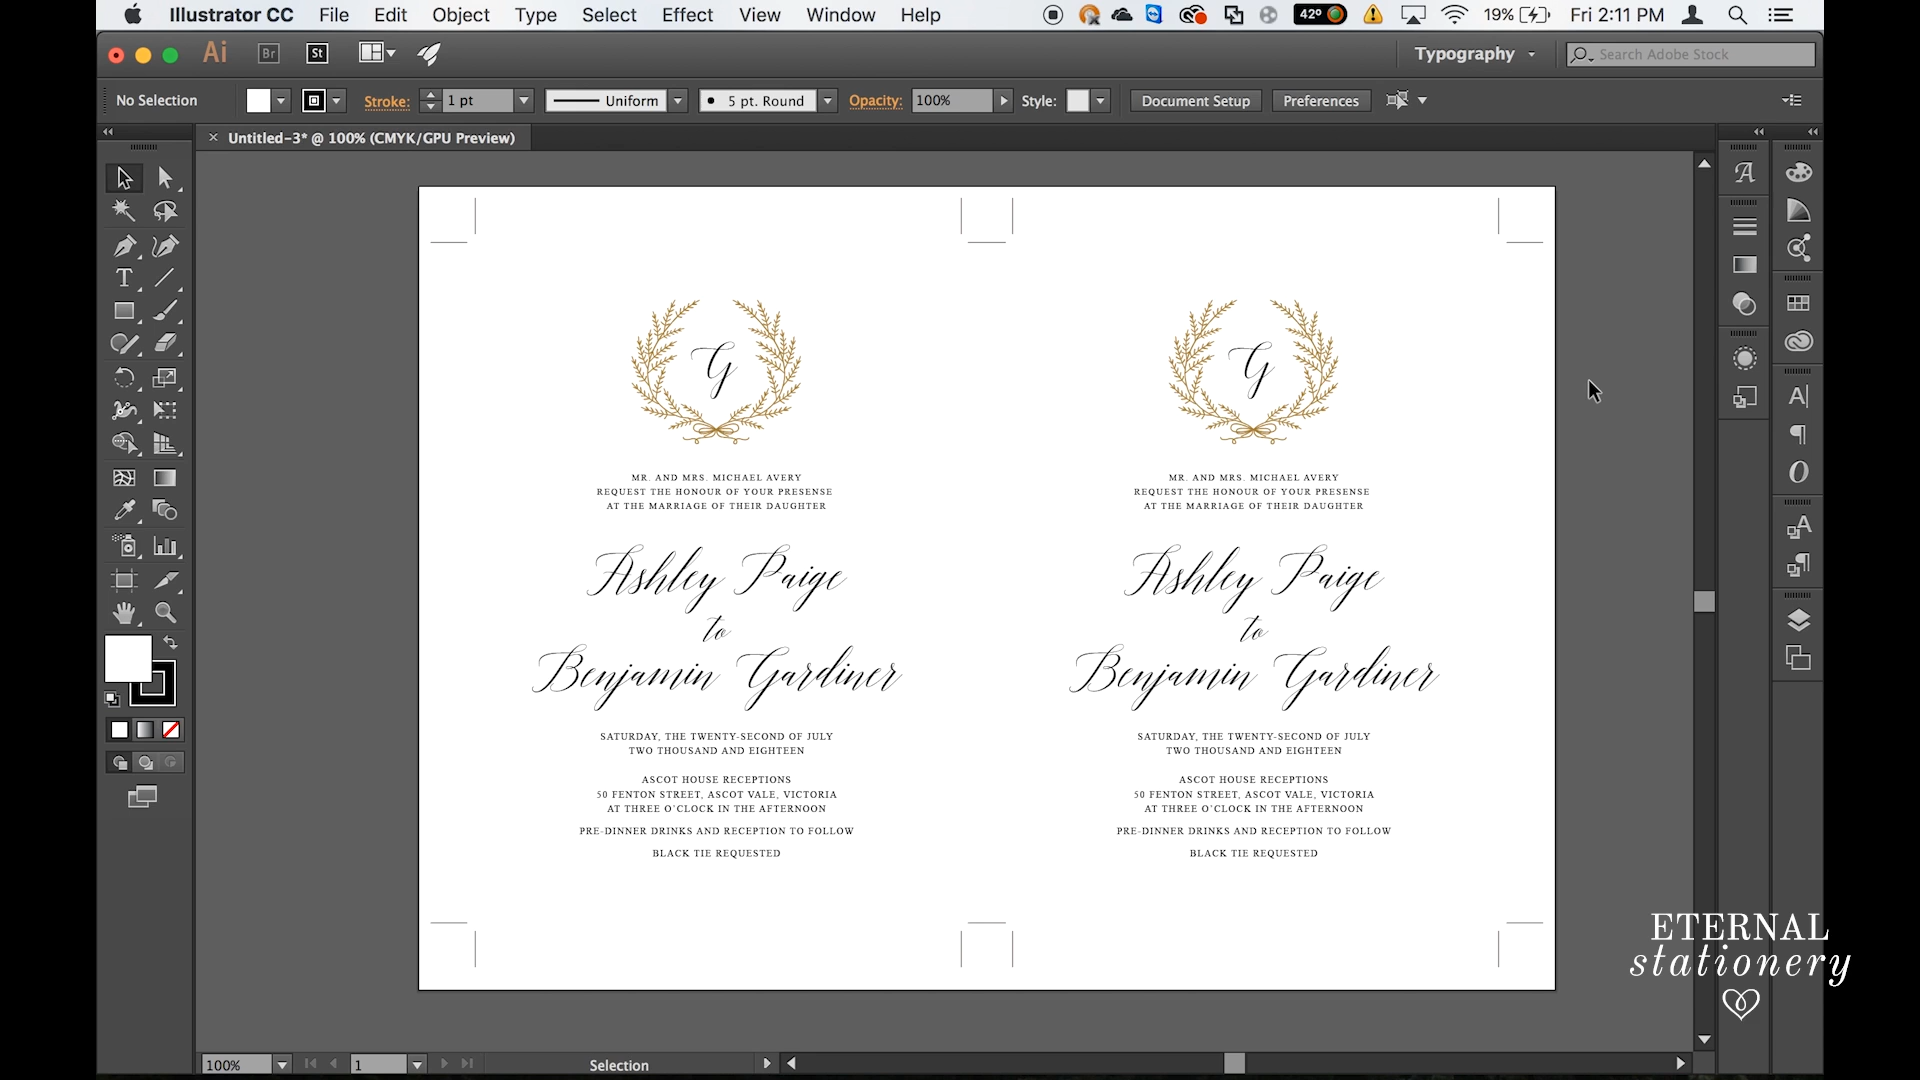 Illustrator CC File Edit Object Type Select Effect View Window Help 42° 19% Fri 2:11 PM
Ai Br St Typography Search Adobe Stock
No Selection Stroke: 1 pt Uniform 5 pt. Round Opacity: 100% Style: Document Setup Preferences
× Untitled-3* @ 100% (CMYK/GPU Preview)
G
MR. AND MRS. MICHAEL AVERY
REQUEST THE HONOUR OF YOUR PRESENSE
AT THE MARRIAGE OF THEIR DAUGHTER
Ashley Paige
to
Benjamin Gardiner
SATURDAY, THE TWENTY-SECOND OF JULY
TWO THOUSAND AND EIGHTEEN
ASCOT HOUSE RECEPTIONS
50 FENTON STREET, ASCOT VALE, VICTORIA
AT THREE O'CLOCK IN THE AFTERNOON
PRE-DINNER DRINKS AND RECEPTION TO FOLLOW
BLACK TIE REQUESTED
G
MR. AND MRS. MICHAEL AVERY
REQUEST THE HONOUR OF YOUR PRESENSE
AT THE MARRIAGE OF THEIR DAUGHTER
Ashley Paige
to
Benjamin Gardiner
SATURDAY, THE TWENTY-SECOND OF JULY
TWO THOUSAND AND EIGHTEEN
ASCOT HOUSE RECEPTIONS
50 FENTON STREET, ASCOT VALE, VICTORIA
AT THREE O'CLOCK IN THE AFTERNOON
PRE-DINNER DRINKS AND RECEPTION TO FOLLOW
BLACK TIE REQUESTED
ETERNAL
stationery
100% 1 Selection